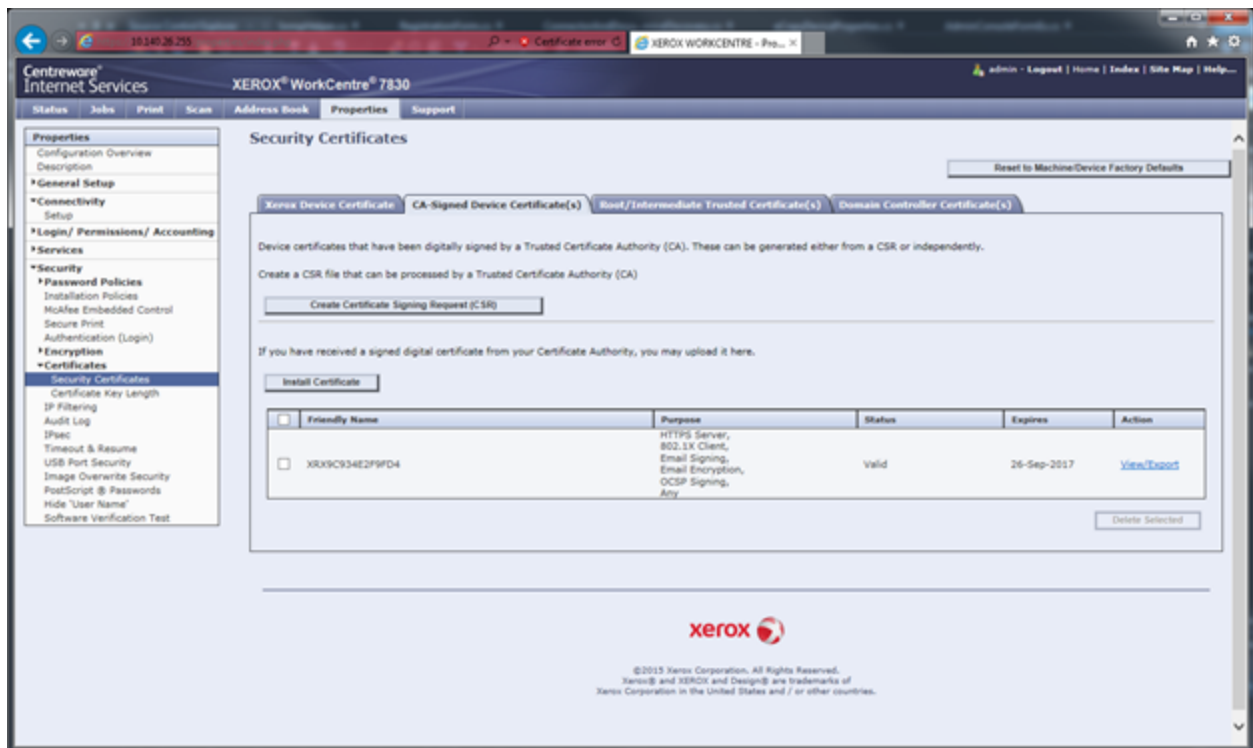 10.140.26.255
Certificate error
XEROX WORKCENTRE - Pro...
Centreware®
Internet Services
XEROX® WorkCentre® 7830
admin - Logout | Home | Index | Site Map | Help...
Status Jobs Print Scan Address Book Properties Support
Properties
Configuration Overview
Description
General Setup
Connectivity
Setup
Login/ Permissions/ Accounting
Services
Security
Password Policies
Installation Policies
McAfee Embedded Control
Secure Print
Authentication (Login)
Encryption
Certificates
Security Certificates
Certificate Key Length
IP Filtering
Audit Log
IPsec
Timeout & Resume
USB Port Security
Image Overwrite Security
PostScript ® Passwords
Hide 'User Name'
Software Verification Test
Security Certificates
Reset to Machine/Device Factory Defaults
Xerox Device Certificate CA-Signed Device Certificate(s) Root/Intermediate Trusted Certificate(s) Domain Controller Certificate(s)
Device certificates that have been digitally signed by a Trusted Certificate Authority (CA). These can be generated either from a CSR or independently.
Create a CSR file that can be processed by a Trusted Certificate Authority (CA)
Create Certificate Signing Request (CSR)
If you have received a signed digital certificate from your Certificate Authority, you may upload it here.
Install Certificate
Friendly Name Purpose Status Expires Action
HTTPS Server,
802.1X Client,
Email Signing,
XRX9C934E2F9FD4 Email Encryption, Valid 26-Sep-2017 View/Export
OCSP Signing,
Any
Delete Selected
xerox
©2015 Xerox Corporation. All Rights Reserved.
Xerox® and XEROX and Design® are trademarks of
Xerox Corporation in the United States and / or other countries.